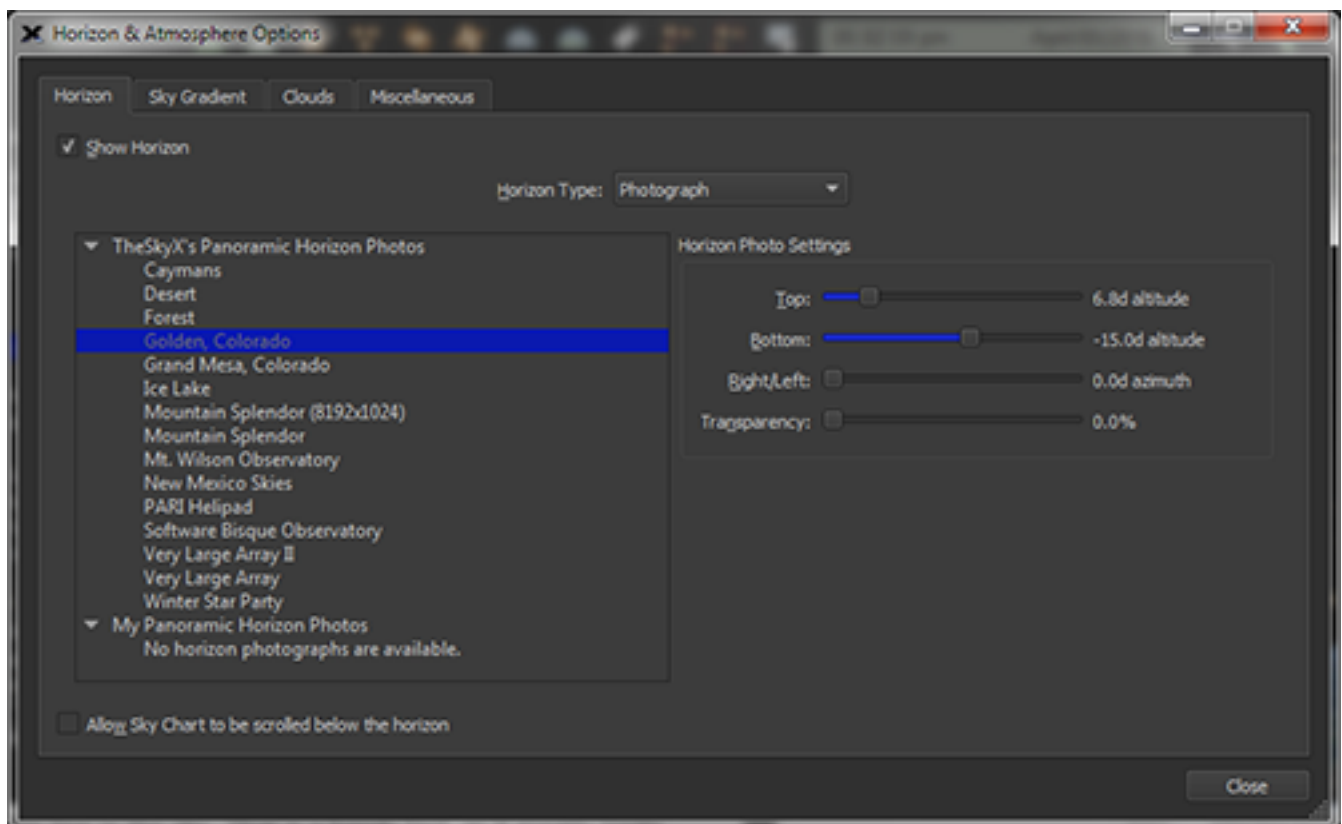 Horizon & Atmosphere Options
Horizon Sky Gradient Clouds Miscellaneous
Show Horizon
Horizon Type: Photograph
TheSkyX's Panoramic Horizon Photos
Caymans
Desert
Forest
Golden, Colorado
Grand Mesa, Colorado
Ice Lake
Mountain Splendor (8192x1024)
Mountain Splendor
Mt. Wilson Observatory
New Mexico Skies
PARI Helipad
Software Bisque Observatory
Very Large Array II
Very Large Array
Winter Star Party
My Panoramic Horizon Photos
No horizon photographs are available.
Horizon Photo Settings
Top: 6.8d altitude
Bottom: -15.0d altitude
Right/Left: 0.0d azimuth
Transparency: 0.0%
Allow Sky Chart to be scrolled below the horizon
Close